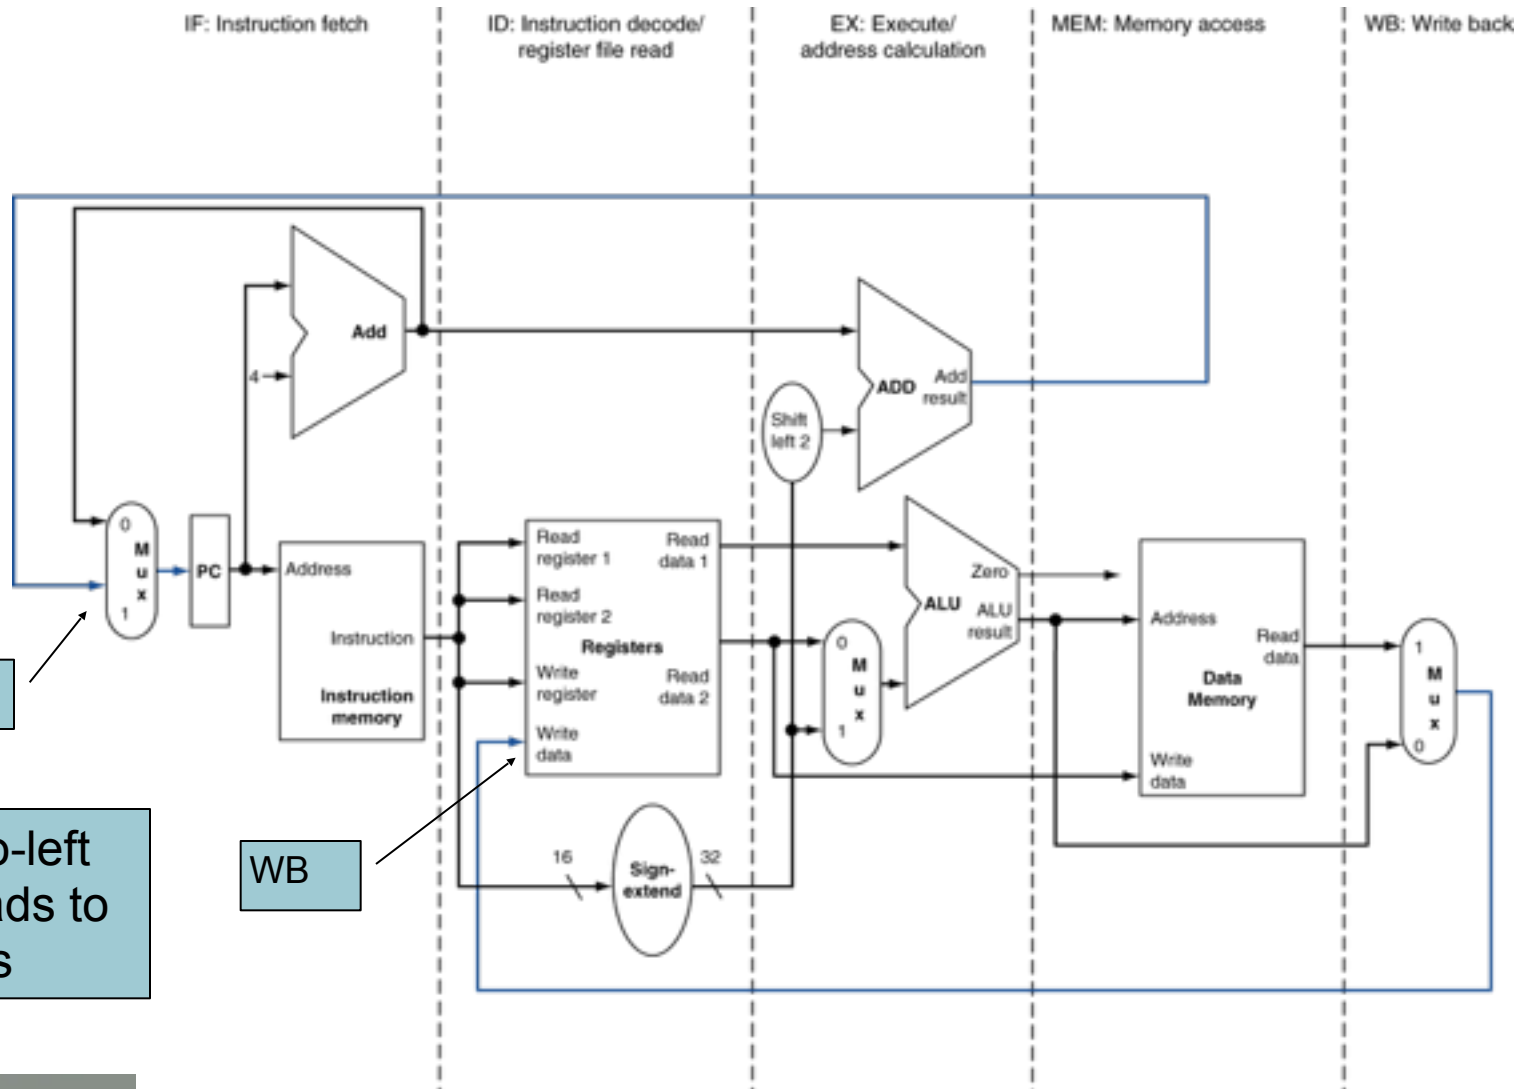 IF: Instruction fetch
ID: Instruction decode/
register file read
EX: Execute/
address calculation
MEM: Memory access
WB: Write back
Add
4
ADD
Add
result
Shift
left 2
0
M
u
x
1
PC
Address
Instruction
Instruction
memory
Read
register 1
Read
data 1
Read
register 2
Registers
Write
register
Read
data 2
Write
data
0
M
u
x
1
Zero
ALU
ALU
result
Address
Read
data
Data
Memory
Write
data
1
M
u
x
0
16
Sign-
extend
32
WB
-left
ds to
s